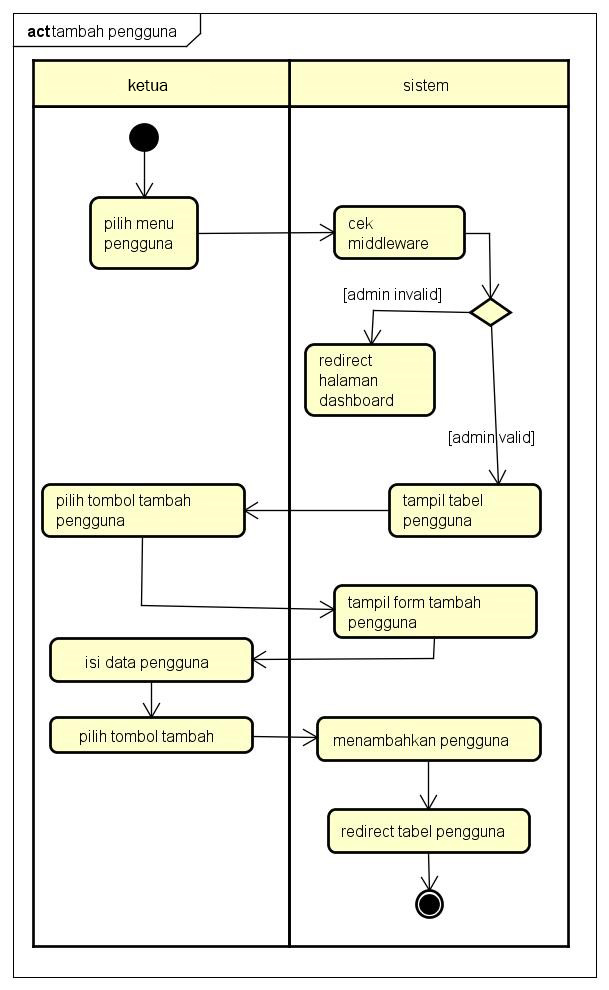 act tambah pengguna
ketua
sistem
pilih menu
pengguna
cek
middleware
[admin invalid]
redirect
halaman
dashboard
[admin valid]
tampil tabel
pengguna
pilih tombol tambah
pengguna
tampil form tambah
pengguna
isi data pengguna
pilih tombol tambah
menambahkan pengguna
redirect tabel pengguna